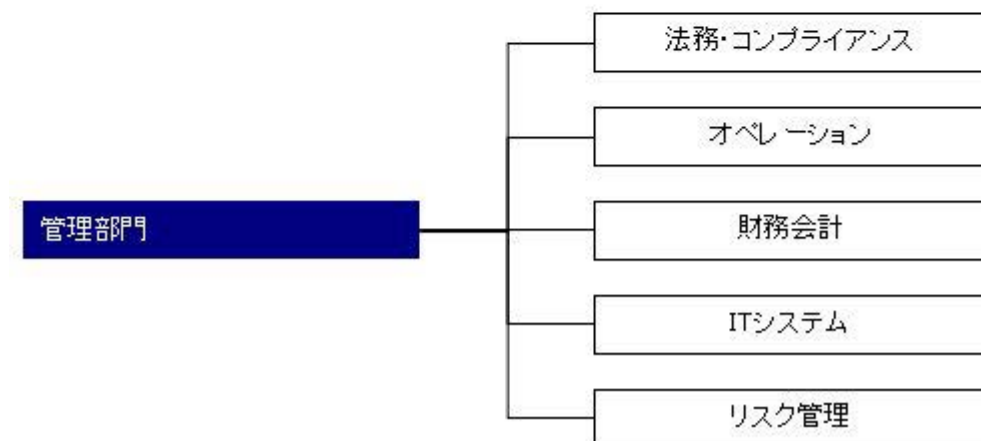 法務・コンプライアンス
オペレーション
管理部門
財務会計
ITシステム
リスク管理